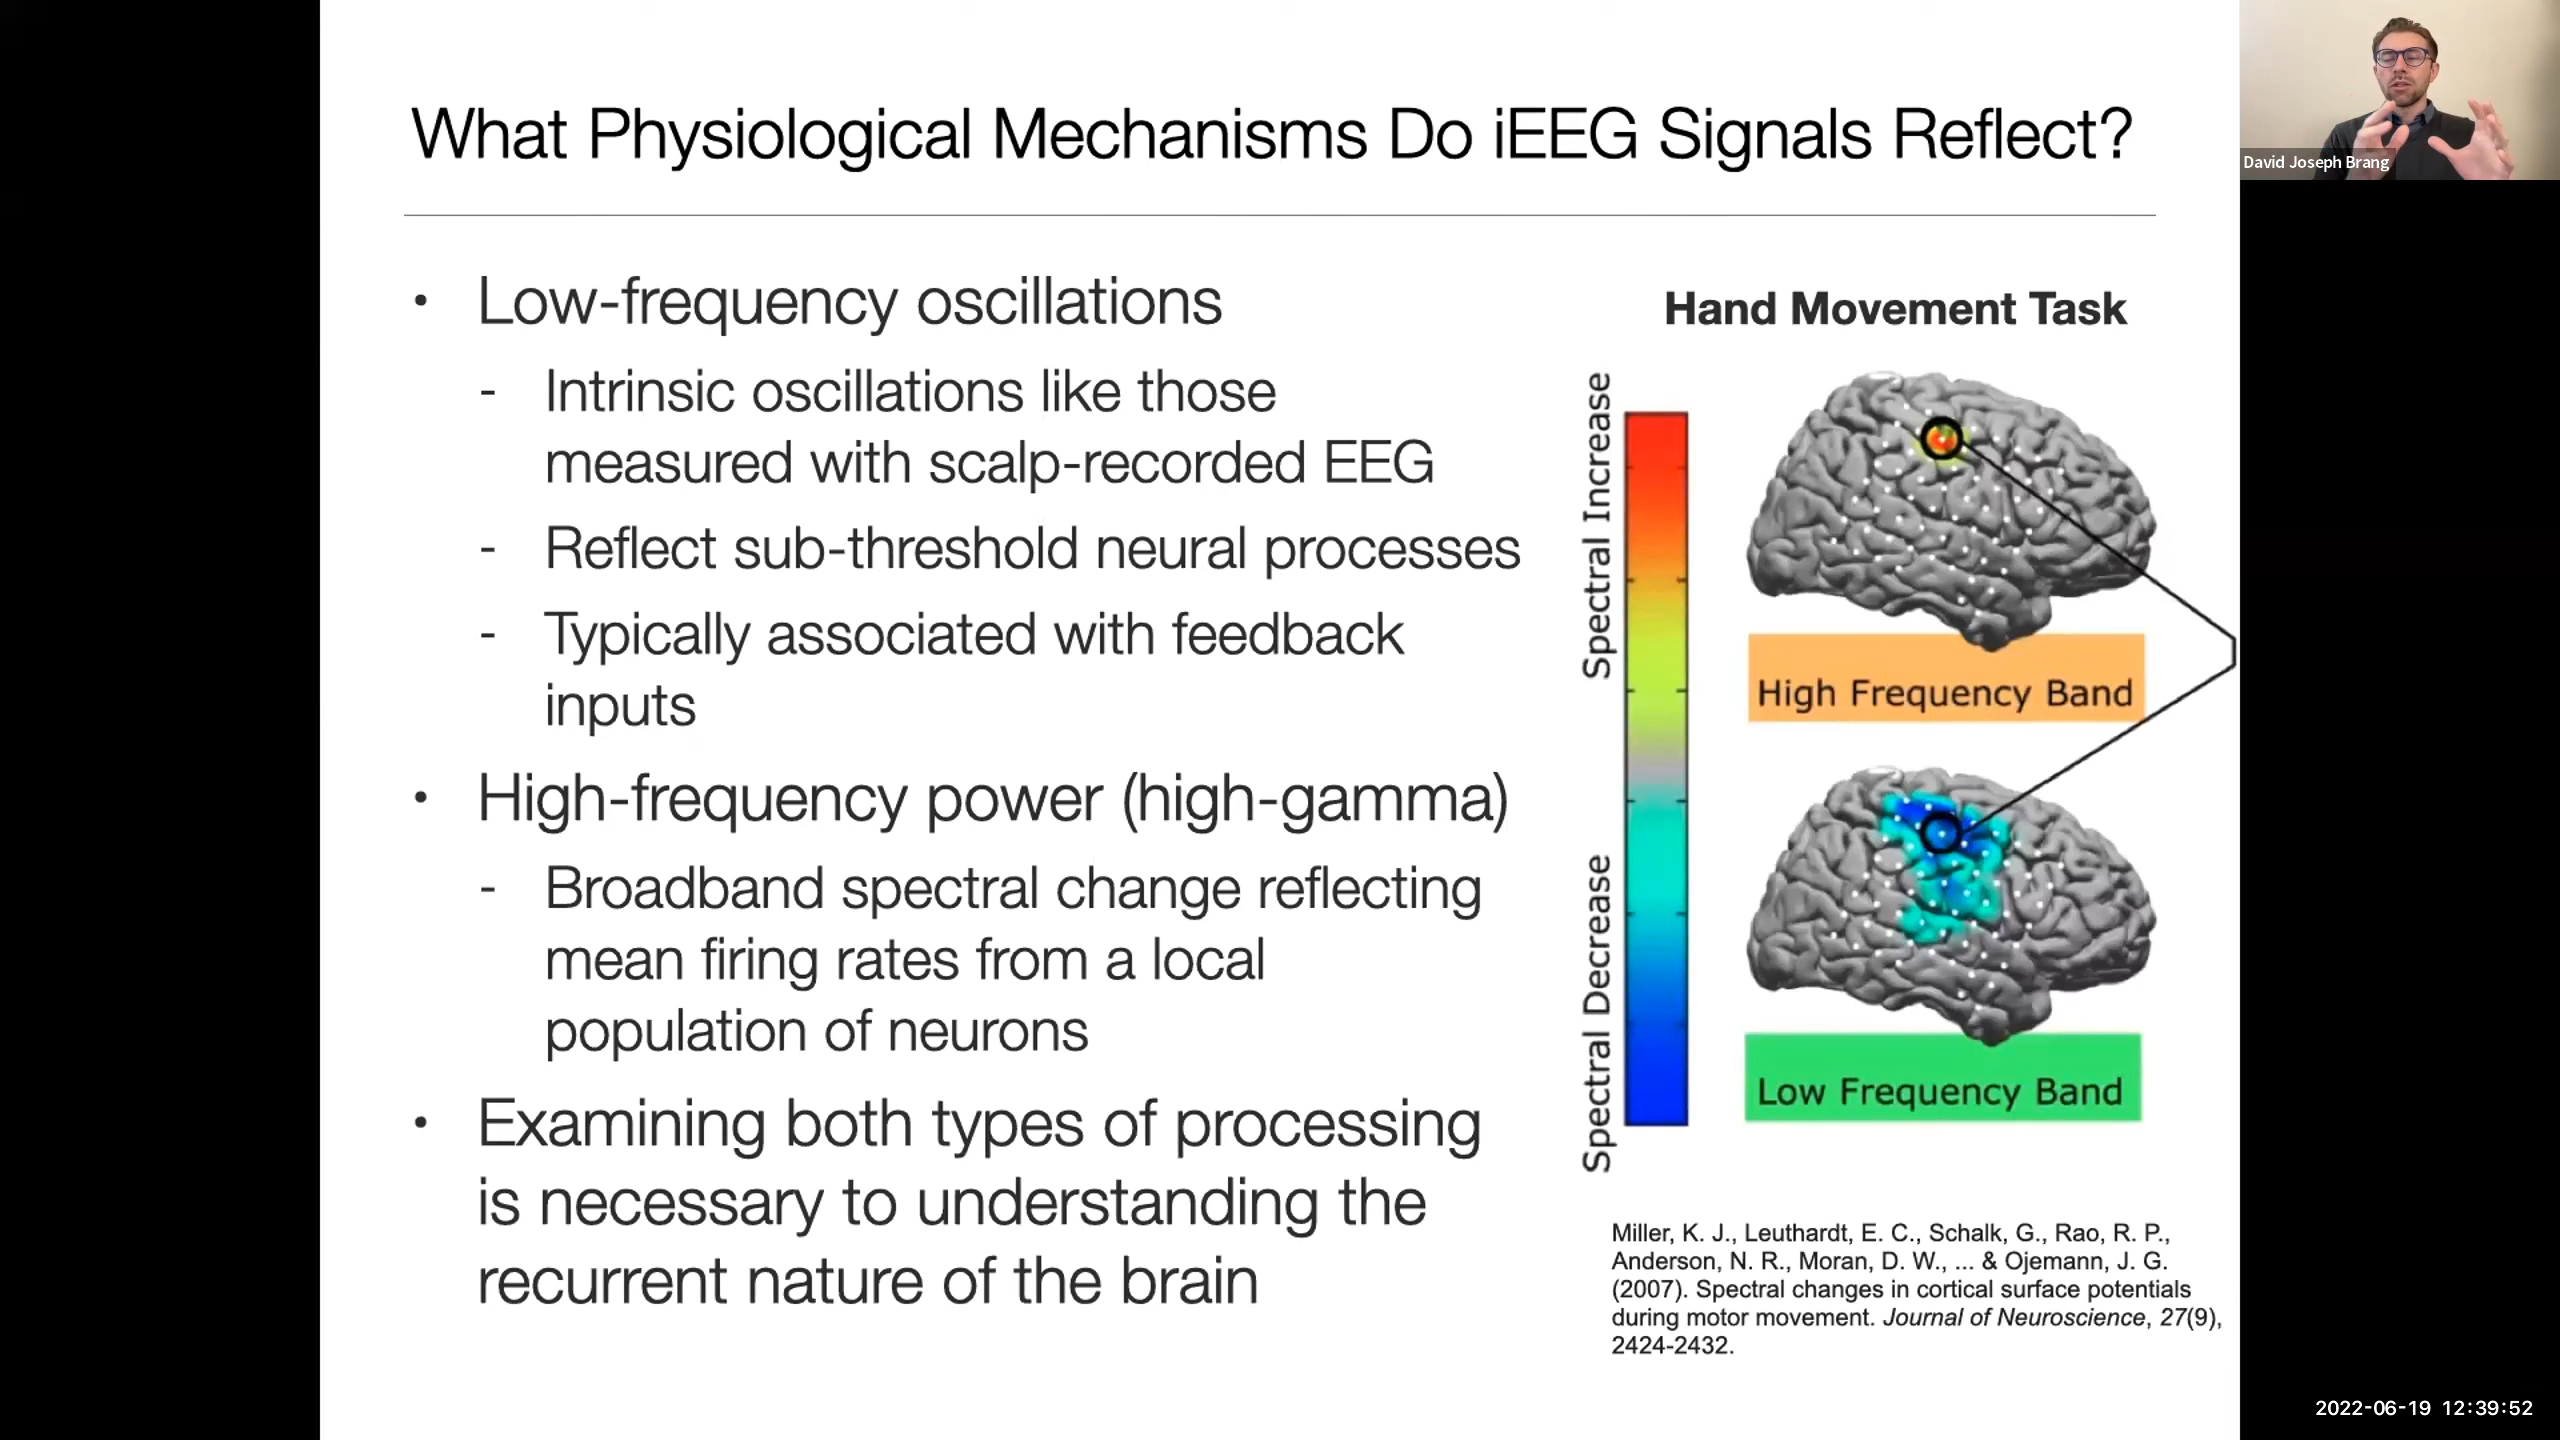 What Physiological Mechanisms Do iEEG Signals Reflect?
David Joseph Brang
• Low-frequency oscillations
- Intrinsic oscillations like those
measured with scalp-recorded EEG
- Reflect sub-threshold neural processes
- Typically associated with feedback
inputs
• High-frequency power (high-gamma)
- Broadband spectral change reflecting
mean firing rates from a local
population of neurons
• Examining both types of processing
is necessary to understanding the
recurrent nature of the brain
Hand Movement Task
Spectral Increase
Spectral Decrease
High Frequency Band
Low Frequency Band
Miller, K. J., Leuthardt, E. C., Schalk, G., Rao, R. P.,
Anderson, N. R., Moran, D. W., ... & Ojemann, J. G.
(2007). Spectral changes in cortical surface potentials
during motor movement. Journal of Neuroscience, 27(9),
2424-2432.
2022-06-19 12:39:52